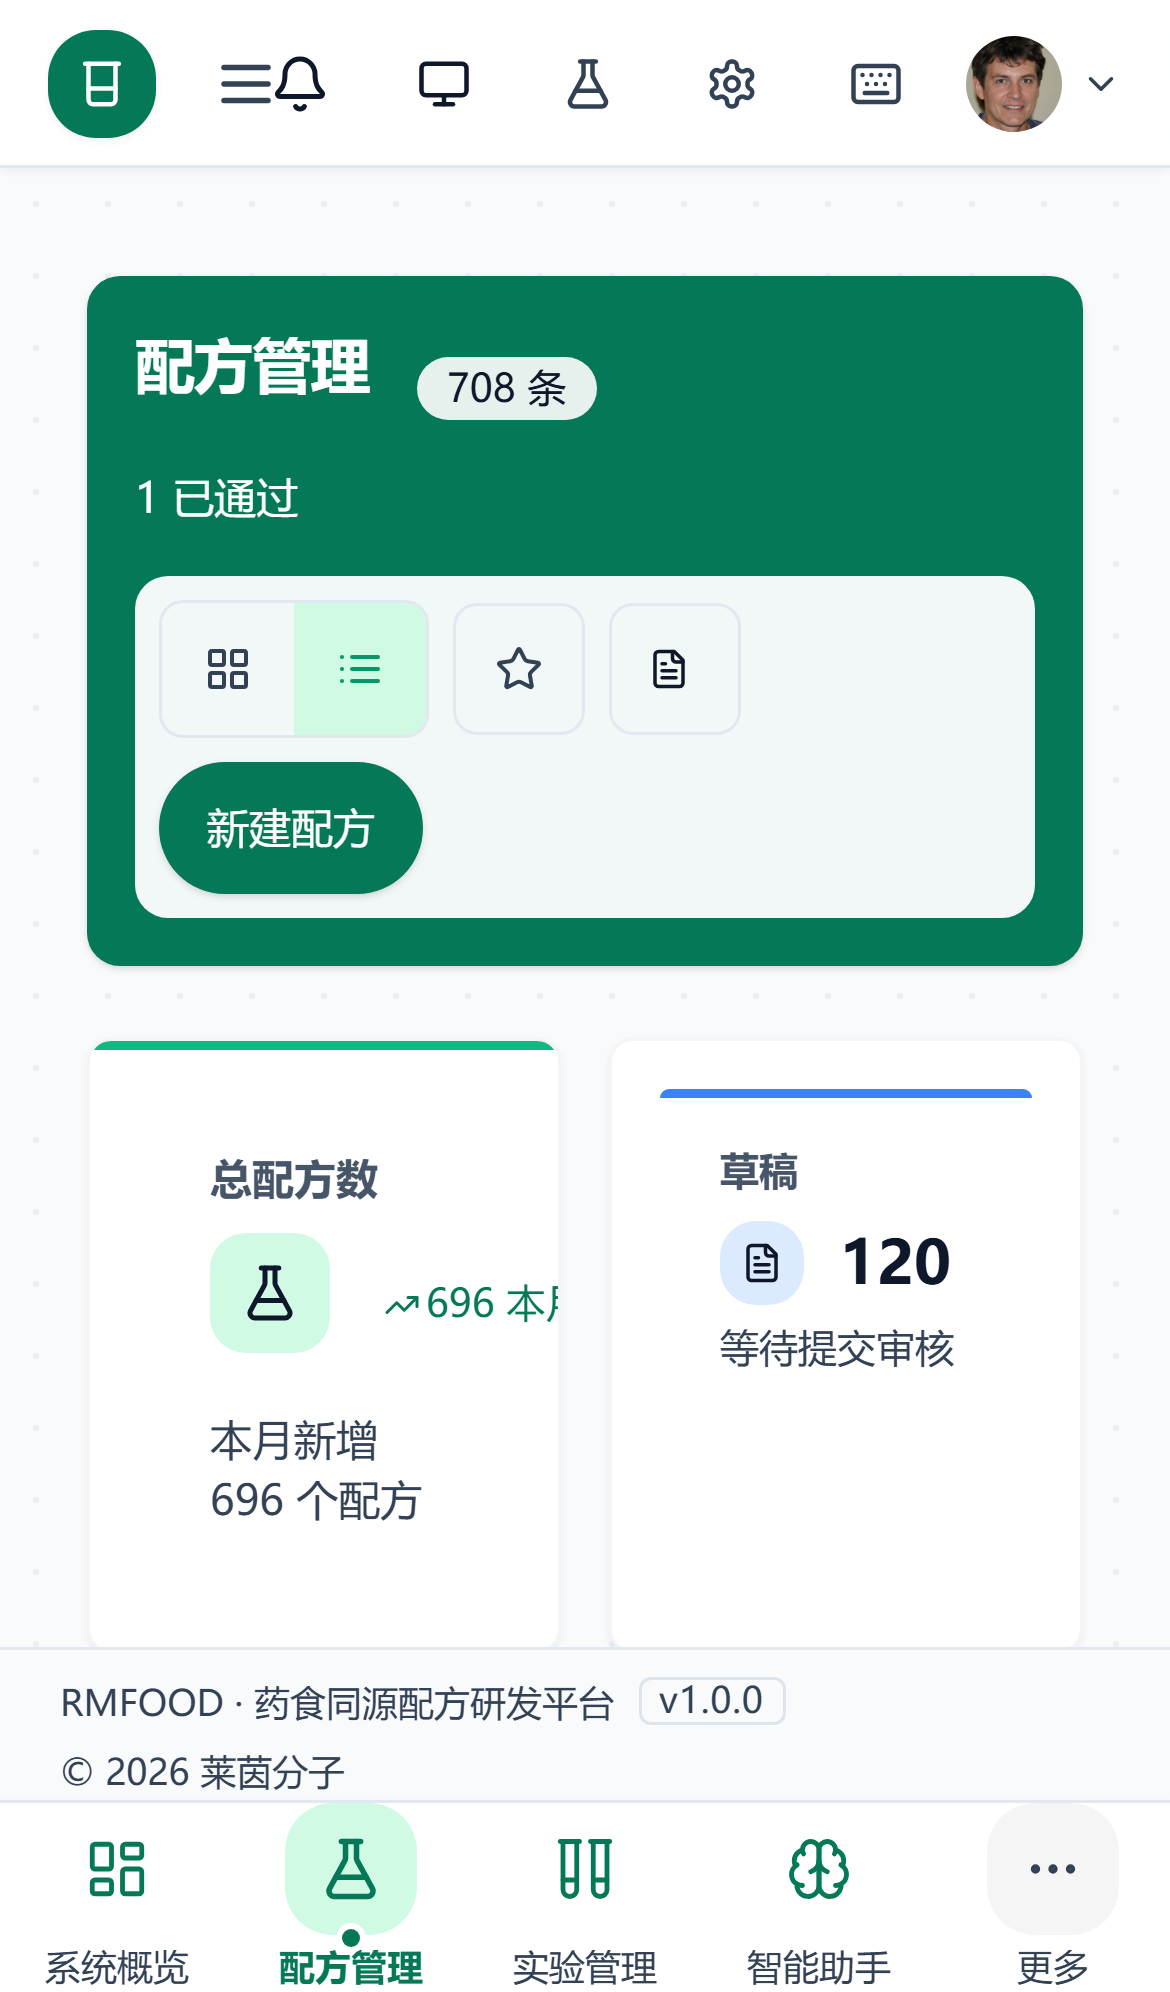 配方管理
708 条
1 已通过
新建配方
总配方数
696 本月
本月新增
696 个配方
草稿
120
等待提交审核
RMFOOD · 药食同源配方研发平台 v1.0.0
© 2026 莱茵分子
系统概览
配方管理
实验管理
智能助手
更多